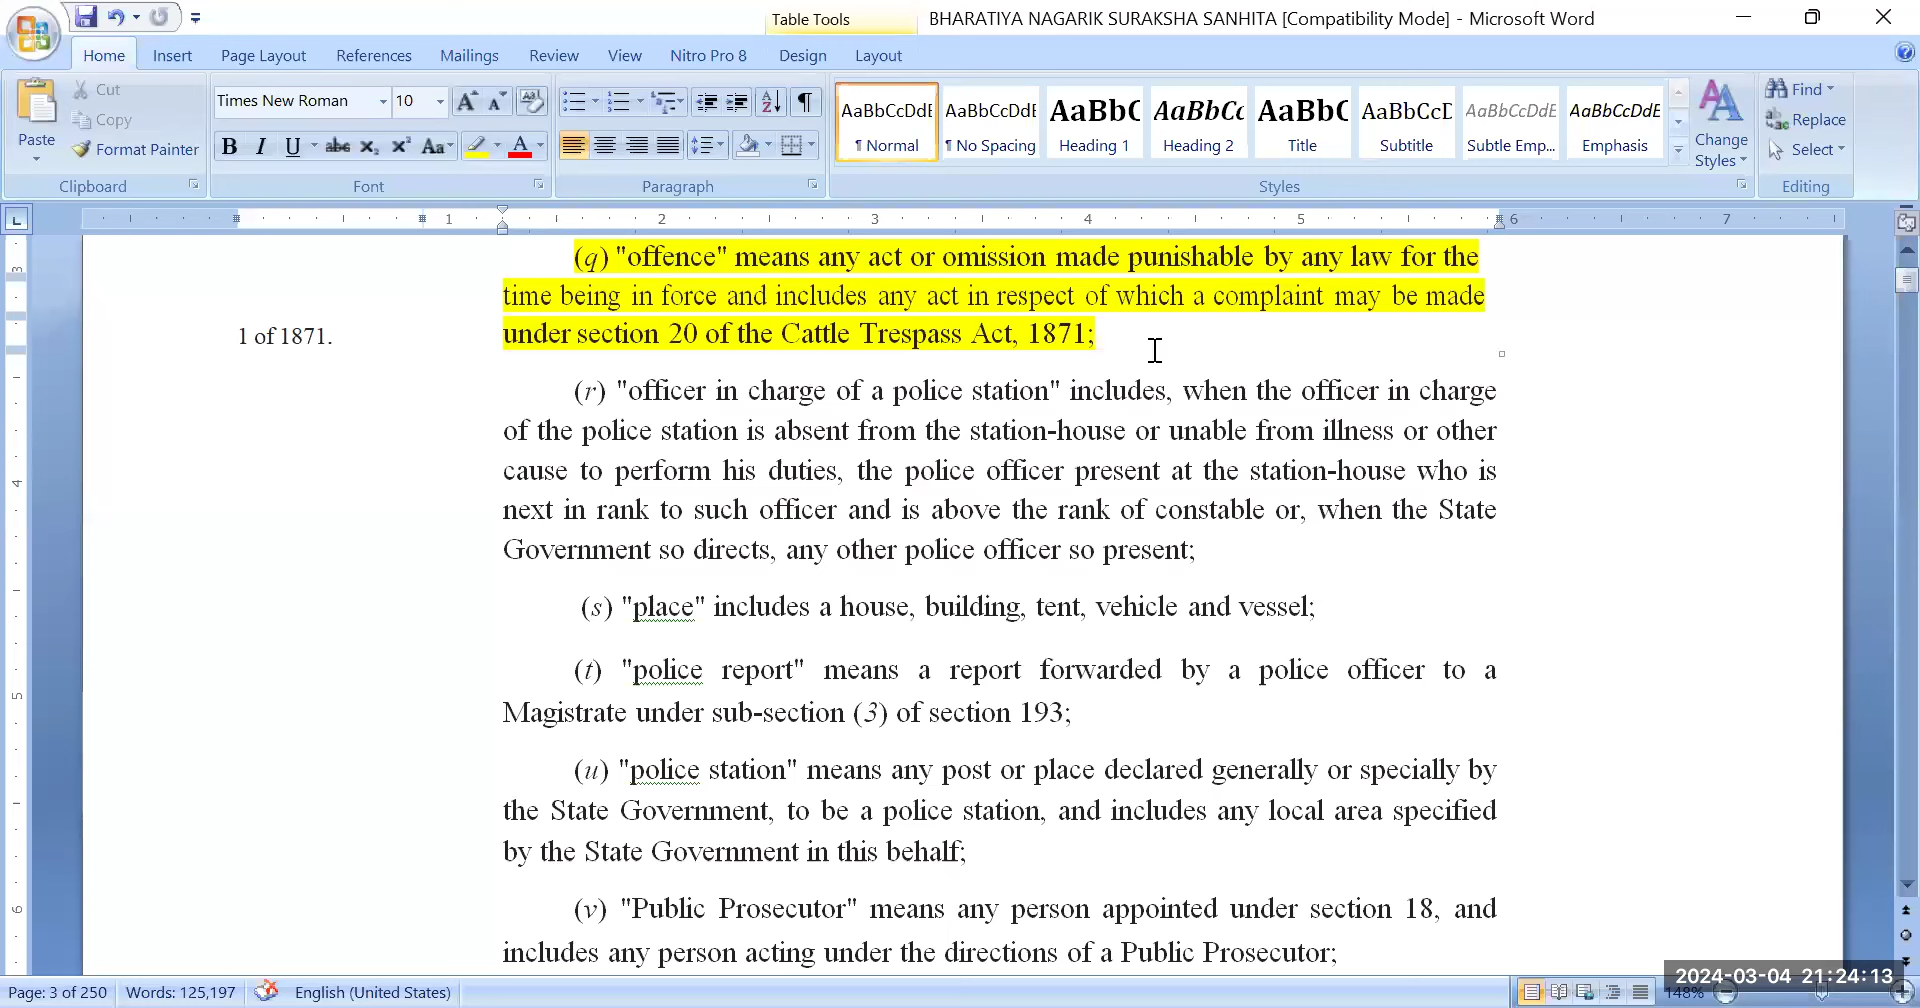 Table Tools
BHARATIYA NAGARIK SURAKSHA SANHITA [Compatibility Mode] - Microsoft Word
Home Insert Page Layout References Mailings Review View Nitro Pro 8 Design Layout
Paste
Cut
Copy
Format Painter
Clipboard
Times New Roman 10
Font
Paragraph
AaBbCcDdE AaBbCcDdE AaBbC AaBbCc AaBbC AaBbCcD AaBbCcDdE AaBbCcDdE
¶ Normal ¶ No Spacing Heading 1 Heading 2 Title Subtitle Subtle Emp... Emphasis
Change
Styles
Styles
Find
Replace
Select
Editing
1 2 3 4 5 6 7
(q) "offence" means any act or omission made punishable by any law for the
time being in force and includes any act in respect of which a complaint may be made
1 of 1871. under section 20 of the Cattle Trespass Act, 1871;
(r) "officer in charge of a police station" includes, when the officer in charge
of the police station is absent from the station-house or unable from illness or other
cause to perform his duties, the police officer present at the station-house who is
next in rank to such officer and is above the rank of constable or, when the State
Government so directs, any other police officer so present;
(s) "place" includes a house, building, tent, vehicle and vessel;
(t) "police report" means a report forwarded by a police officer to a
Magistrate under sub-section (3) of section 193;
(u) "police station" means any post or place declared generally or specially by
the State Government, to be a police station, and includes any local area specified
by the State Government in this behalf;
(v) "Public Prosecutor" means any person appointed under section 18, and
includes any person acting under the directions of a Public Prosecutor;
2024-03-04 21:24:13
Page: 3 of 250 Words: 125,197 English (United States) 148%